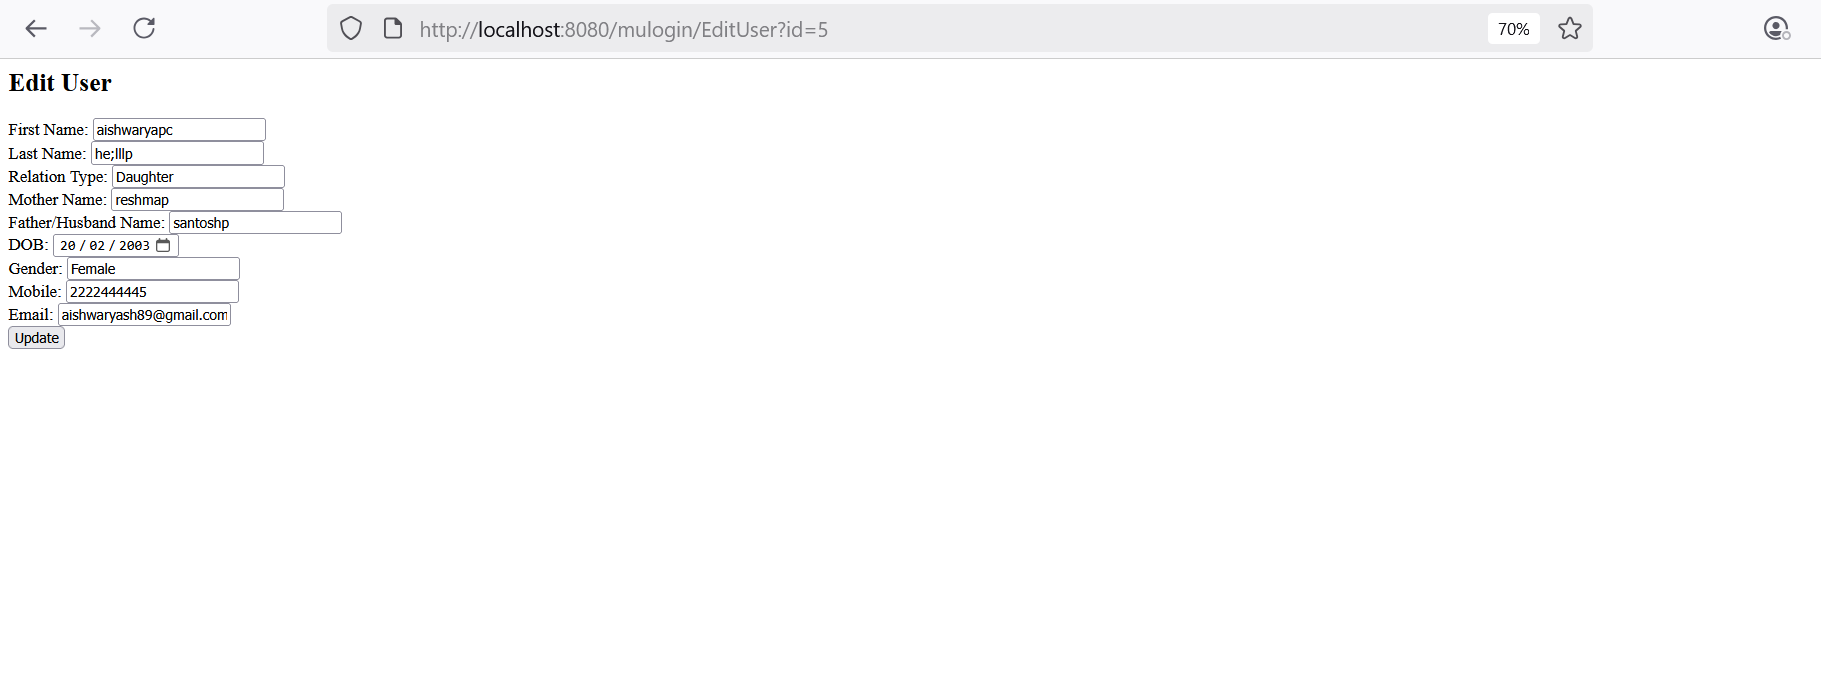 http://localhost:8080/mulogin/EditUser?id=5 70%
Edit User
First Name: aishwaryapc
Last Name: he;lllp
Relation Type: Daughter
Mother Name: reshmap
Father/Husband Name: santoshp
DOB: 20 / 02 / 2003
Gender: Female
Mobile: 2222444445
Email: aishwaryash89@gmail.com
Update